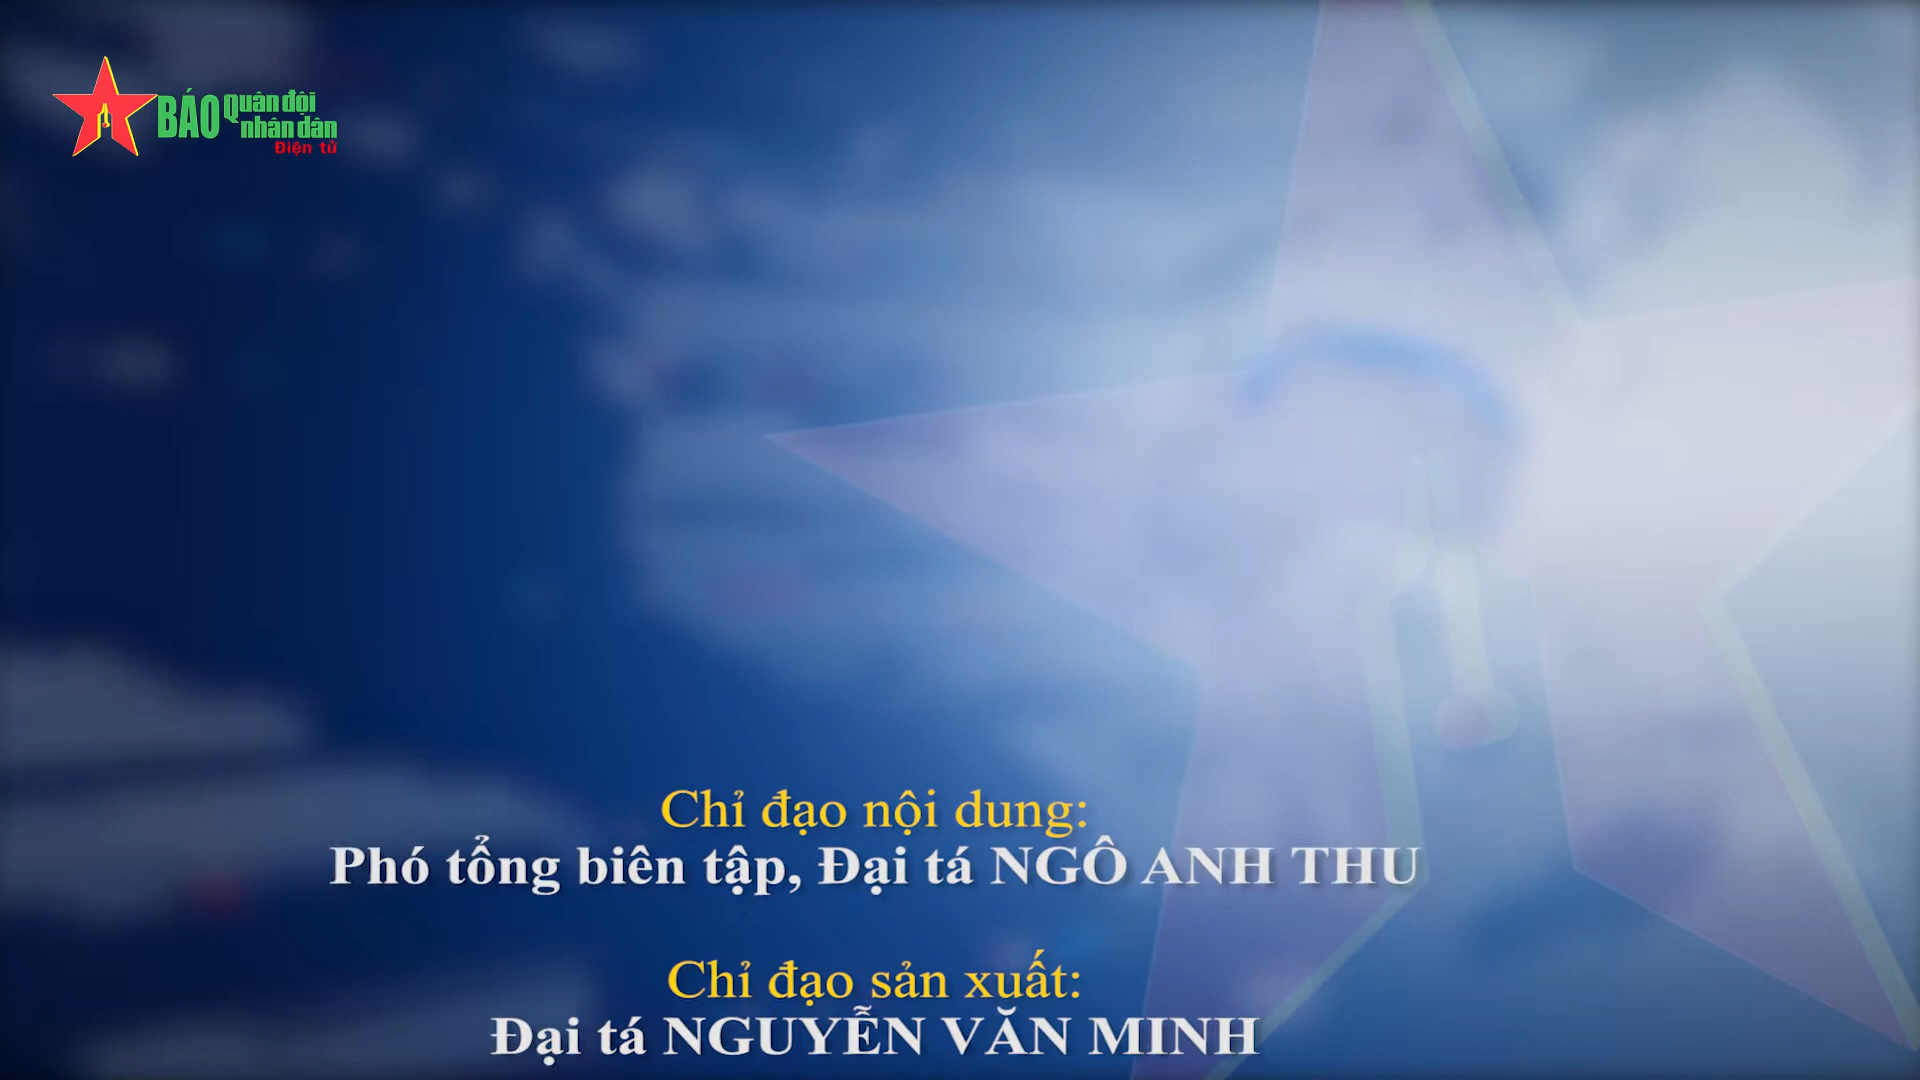 BÁO Quân đội
nhân dân
Điện tử
Chỉ đạo nội dung:
Phó tổng biên tập, Đại tá NGÔ ANH THU
Chỉ đạo sản xuất:
Đại tá NGUYỄN VĂN MINH